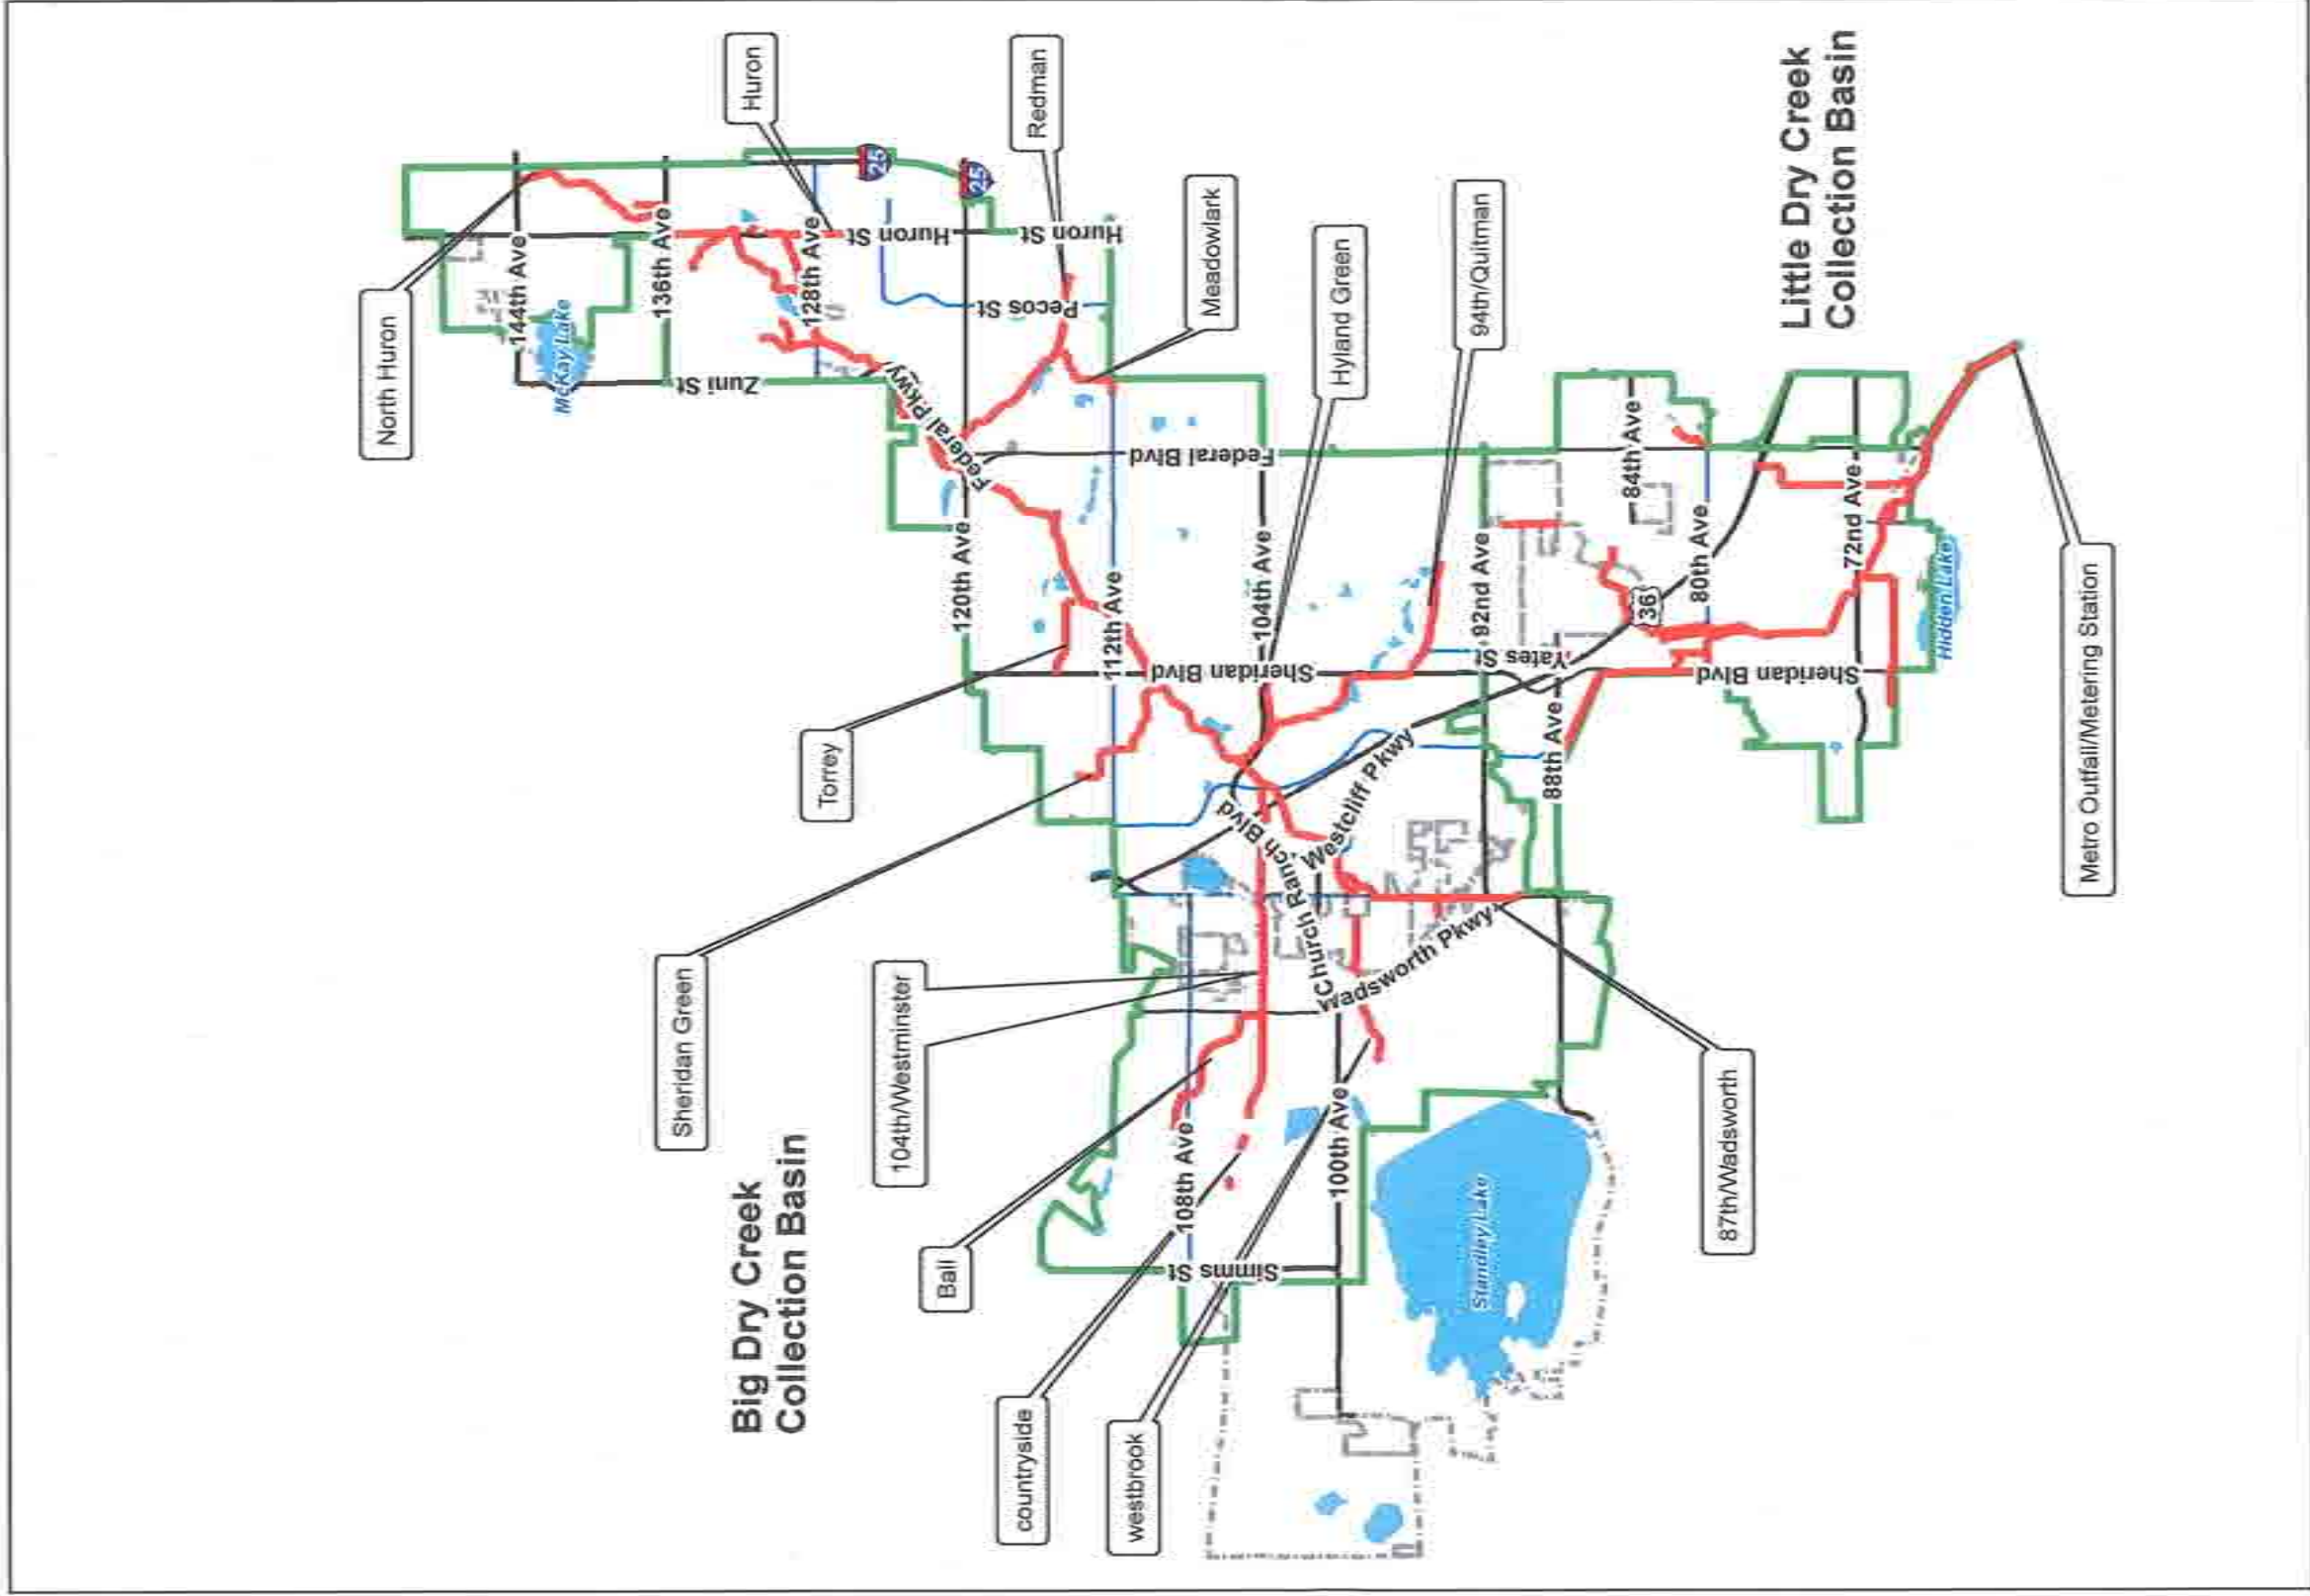 North Huron
Huron
Redman
Meadowlark
Hyland Green
94th/Quitman
Little Dry Creek
Collection Basin
Metro Outfall/Metering Station
Torrey
Sheridan Green
104th/Westminster
Ball
countryside
westbrook
87th/Wadsworth
Big Dry Creek
Collection Basin
144th Ave
136th Ave
128th Ave
120th Ave
112th Ave
104th Ave
92nd Ave
84th Ave
80th Ave
72nd Ave
88th Ave
108th Ave
100th Ave
McKay Lake
Zuni St
Huron St
Huron St
Pecos St
25
25
Federal Pkwy
Federal Blvd
Sheridan Blvd
Yates St
Sheridan Blvd
36
Hidden Lake
Church Ranch Blvd
Westcliff Pkwy
Wadsworth Pkwy
Simms St
Standley Lake